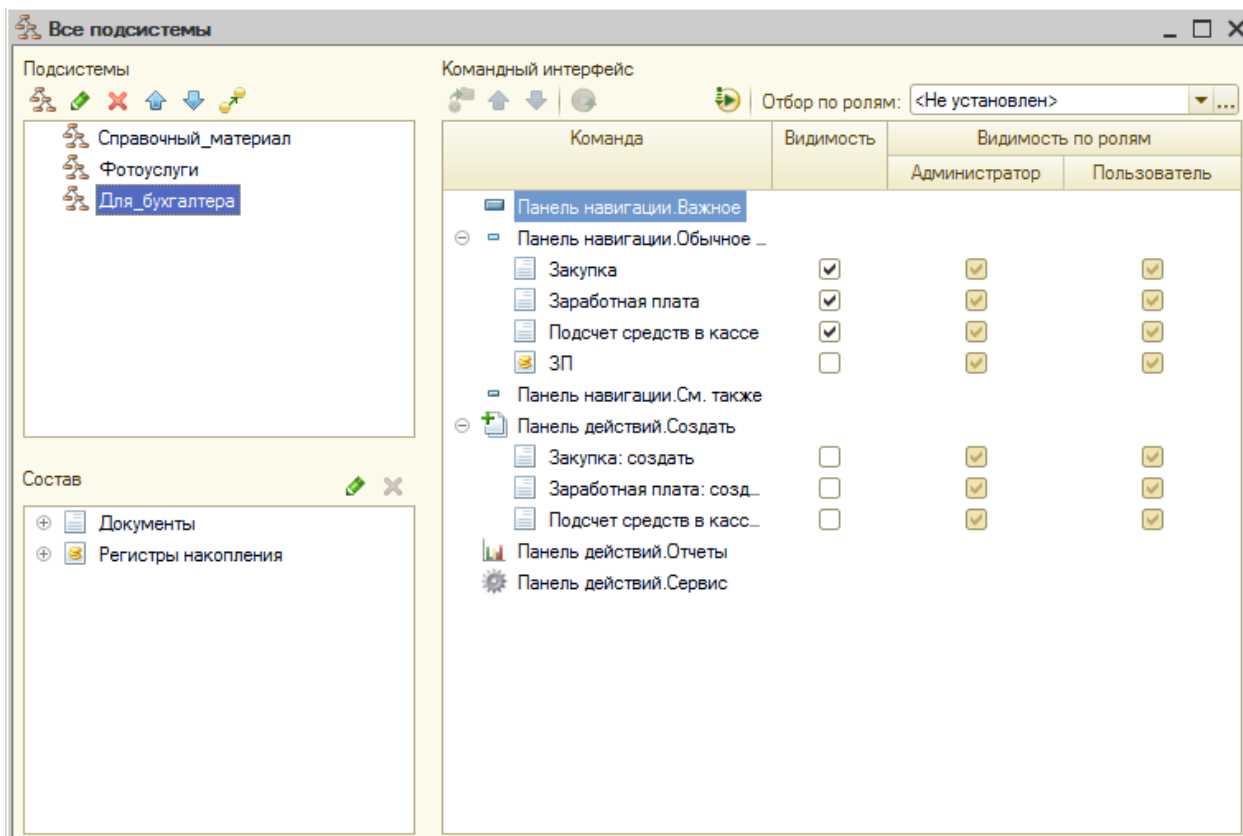 Все подсистемы
Подсистемы
Справочный_материал
Фотоуслуги
Для_бухгалтера
Состав
Документы
Регистры накопления
Командный интерфейс
Отбор по ролям: <Не установлен>
Команда Видимость Видимость по ролям
Администратор Пользователь
Панель навигации.Важное
Панель навигации.Обычное ...
Закупка
Заработная плата
Подсчет средств в кассе
ЗП
Панель навигации.См. также
Панель действий.Создать
Закупка: создать
Заработная плата: созд...
Подсчет средств в касс...
Панель действий.Отчеты
Панель действий.Сервис